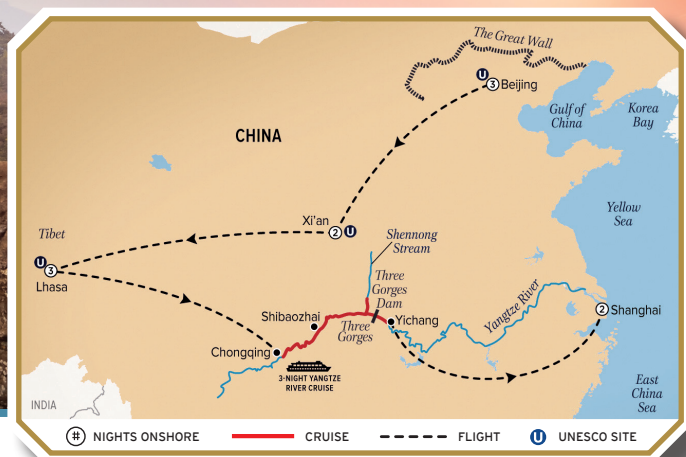 The Great Wall
U
3 Beijing
Gulf of
China
Korea
Bay
CHINA
Yellow
Sea
Xi'an
2 U
Shennong
Stream
Tibet
U
3
Lhasa
Three
Gorges
Dam
Shibaozhai
Three
Gorges
Yichang
Yangtze River
2 Shanghai
Chongqing
3-NIGHT YANGTZE
RIVER CRUISE
East
China
Sea
INDIA
# NIGHTS ONSHORE
CRUISE
FLIGHT
U UNESCO SITE